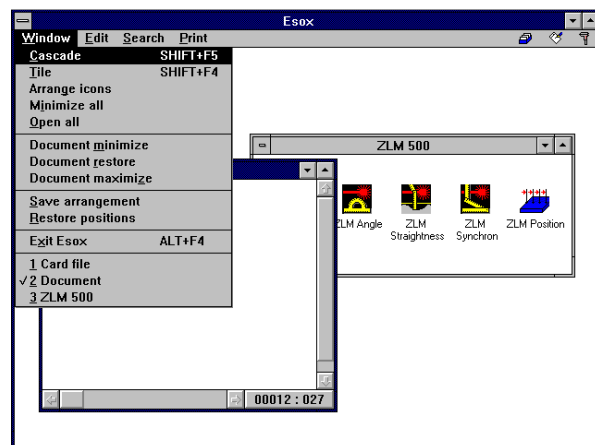 Esox
Window Edit Search Print
Cascade SHIFT+F5
Tile SHIFT+F4
Arrange icons
Minimize all
Open all
Document minimize
Document restore
Document maximize
Save arrangement
Restore positions
Exit Esox ALT+F4
1 Card file
✓2 Document
3 ZLM 500
ZLM 500
ZLM Angle ZLM Straightness ZLM Synchron ZLM Position
00012 : 027